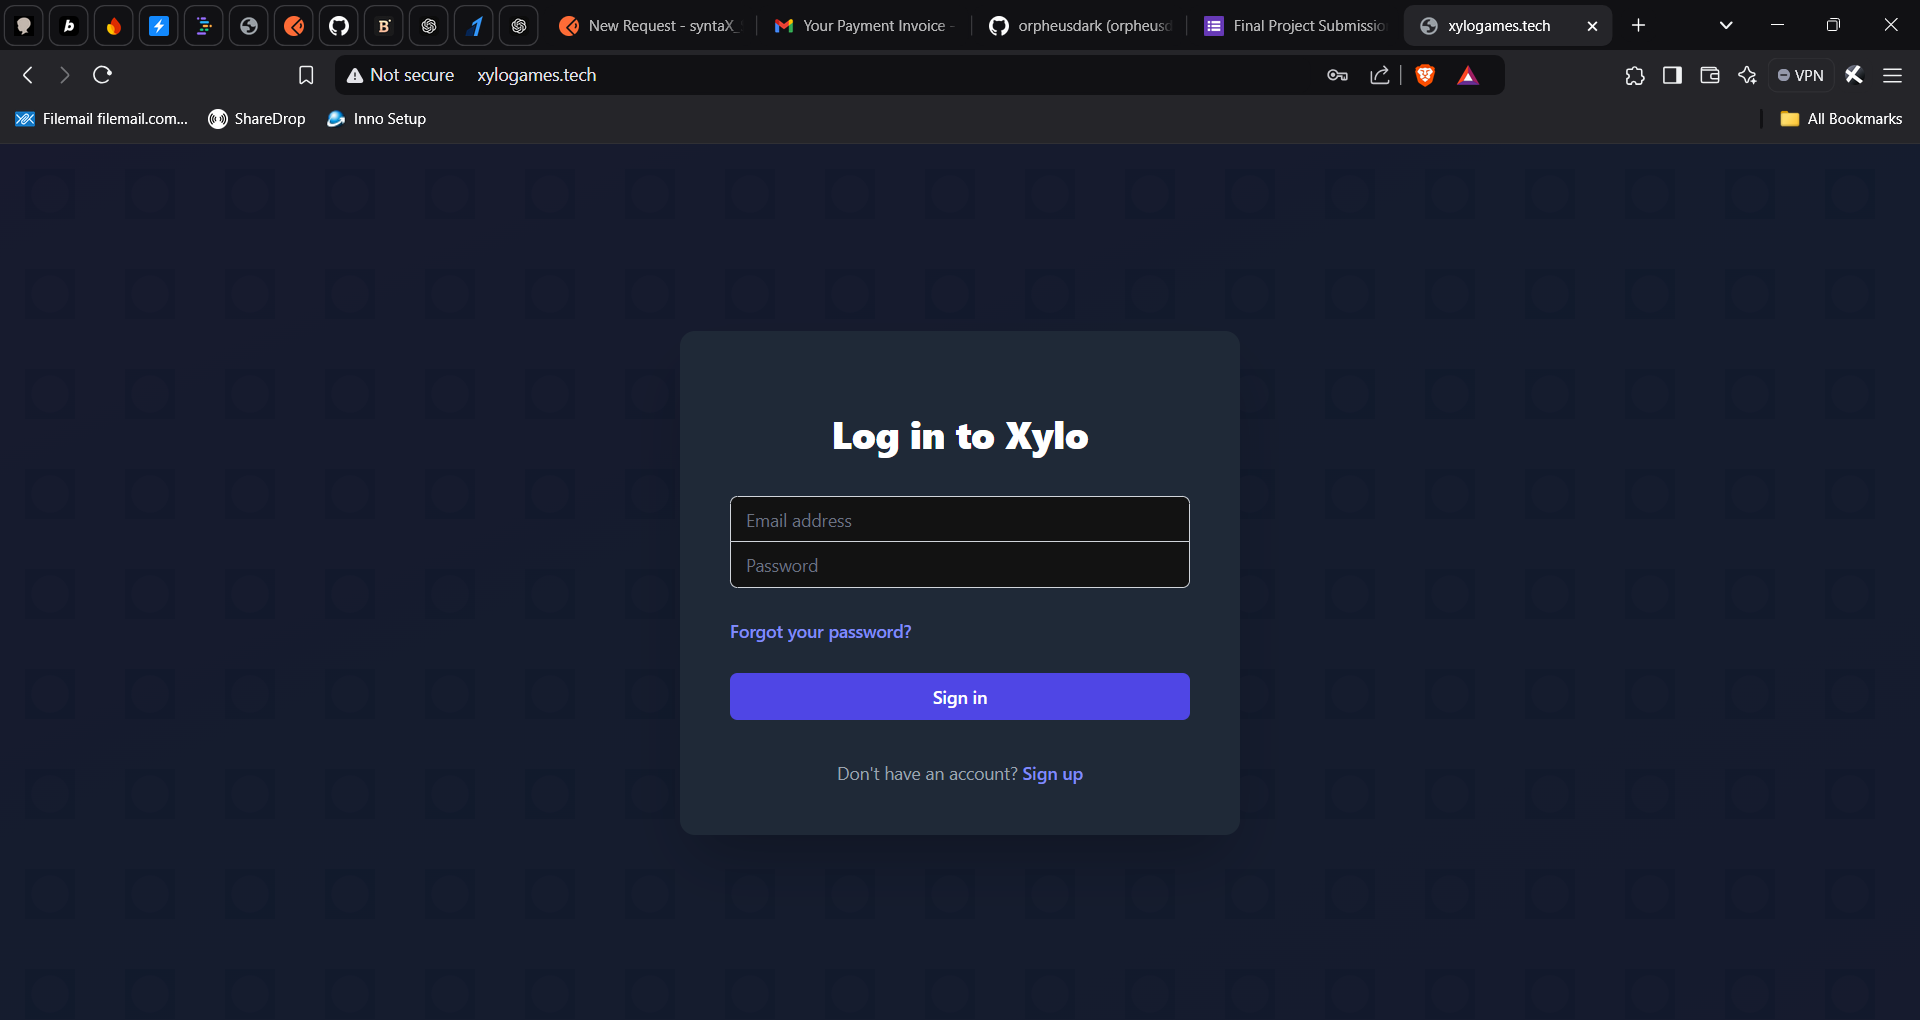 New Request - syntaX_
Your Payment Invoice -
orpheusdark (orpheusd
Final Project Submissio
xylogames.tech
Not secure xylogames.tech
VPN
Filemail filemail.com... ShareDrop Inno Setup All Bookmarks
Log in to Xylo
Email address
Password
Forgot your password?
Sign in
Don't have an account? Sign up